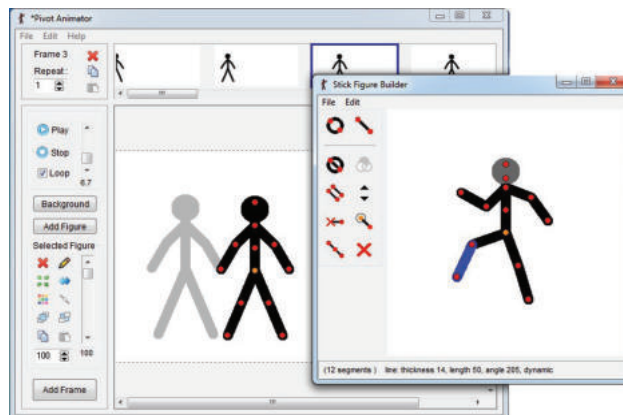 *Pivot Animator
File Edit Help
Frame 3
Repeat:
1
Play
Stop
Loop
6.7
Background
Add Figure
Selected Figure
100 100
Add Frame
Stick Figure Builder
File Edit
(12 segments ) line: thickness 14, length 50, angle 205, dynamic